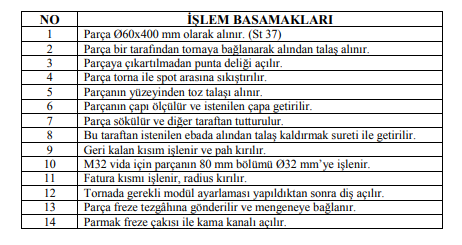 NO İŞLEM BASAMAKLARI
1 Parça Ø60x400 mm olarak alınır. (St 37)
2 Parça bir tarafından tornaya bağlanarak alından talaş alınır.
3 Parçaya çıkartılmadan punta deliği açılır.
4 Parça torna ile spot arasına sıkıştırılır.
5 Parçanın yüzeyinden toz talaşı alınır.
6 Parçanın çapı ölçülür ve istenilen çapa getirilir.
7 Parça sökülür ve diğer taraftan tutturulur.
8 Bu taraftan istenilen ebada alından talaş kaldırmak sureti ile getirilir.
9 Geri kalan kısım işlenir ve pah kırılır.
10 M32 vida için parçanın 80 mm bölümü Ø32 mm'ye işlenir.
11 Fatura kısmı işlenir, radius kırılır.
12 Tornada gerekli modül ayarlaması yapıldıktan sonra diş açılır.
13 Parça freze tezgâhına gönderilir ve mengeneye bağlanır.
14 Parmak freze çakısı ile kama kanalı açılır.